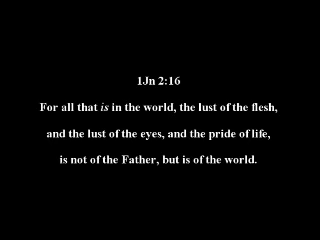 1Jn 2:16
For all that is in the world, the lust of the flesh,
and the lust of the eyes, and the pride of life,
is not of the Father, but is of the world.